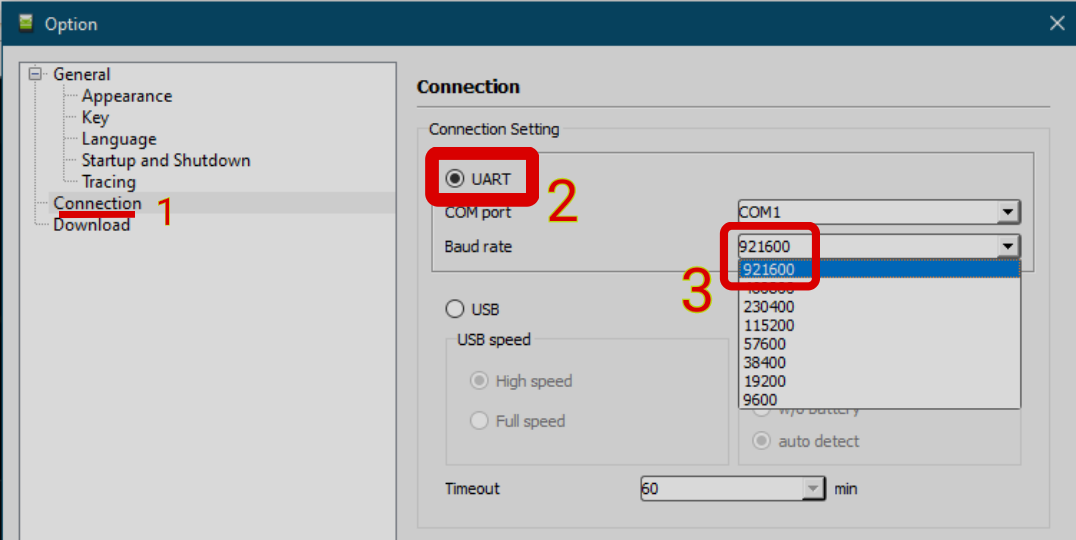 Option
General
Appearance
Key
Language
Startup and Shutdown
Tracing
Connection 1
Download
Connection
Connection Setting
UART
2
COM port COM1
Baud rate 921600
3
921600
230400
115200
57600
38400
19200
9600
USB
USB speed
High speed
Full speed
w/o battery
auto detect
Timeout 60 min